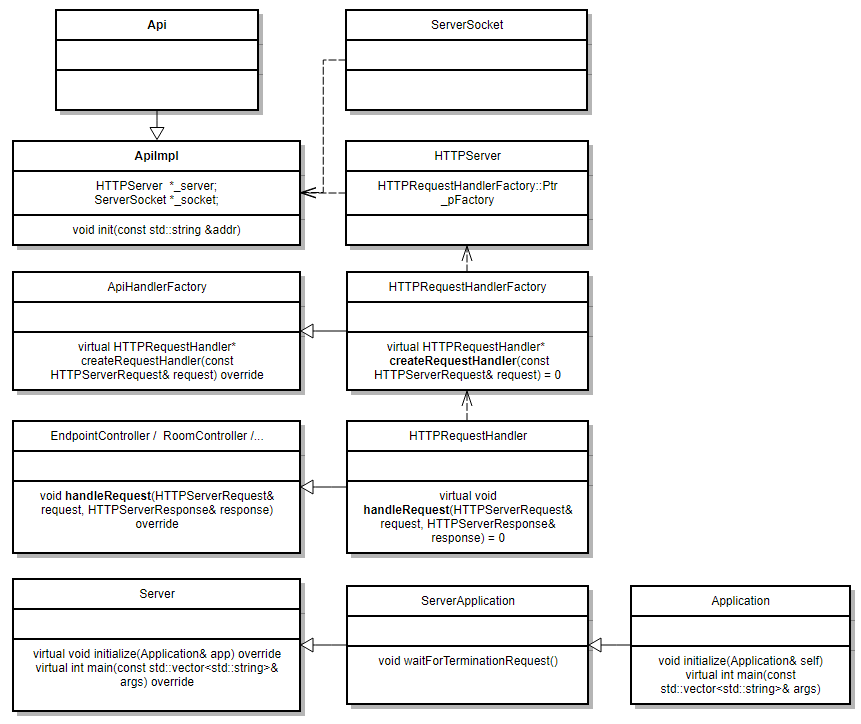 Api
ServerSocket
ApiImpl
HTTPServer *_server;
ServerSocket *_socket;
void init(const std::string &addr)
HTTPServer
HTTPRequestHandlerFactory::Ptr
_pFactory
ApiHandlerFactory
virtual HTTPRequestHandler*
createRequestHandler(const
HTTPServerRequest& request) override
HTTPRequestHandlerFactory
virtual HTTPRequestHandler*
createRequestHandler(const
HTTPServerRequest& request) = 0
EndpointController / RoomController /...
void handleRequest(HTTPServerRequest&
request, HTTPServerResponse& response)
override
HTTPRequestHandler
virtual void
handleRequest(HTTPServerRequest&
request, HTTPServerResponse&
response) = 0
Server
virtual void initialize(Application& app) override
virtual int main(const std::vector<std::string>&
args) override
ServerApplication
void waitForTerminationRequest()
Application
void initialize(Application& self)
virtual int main(const
std::vector<std::string>& args)